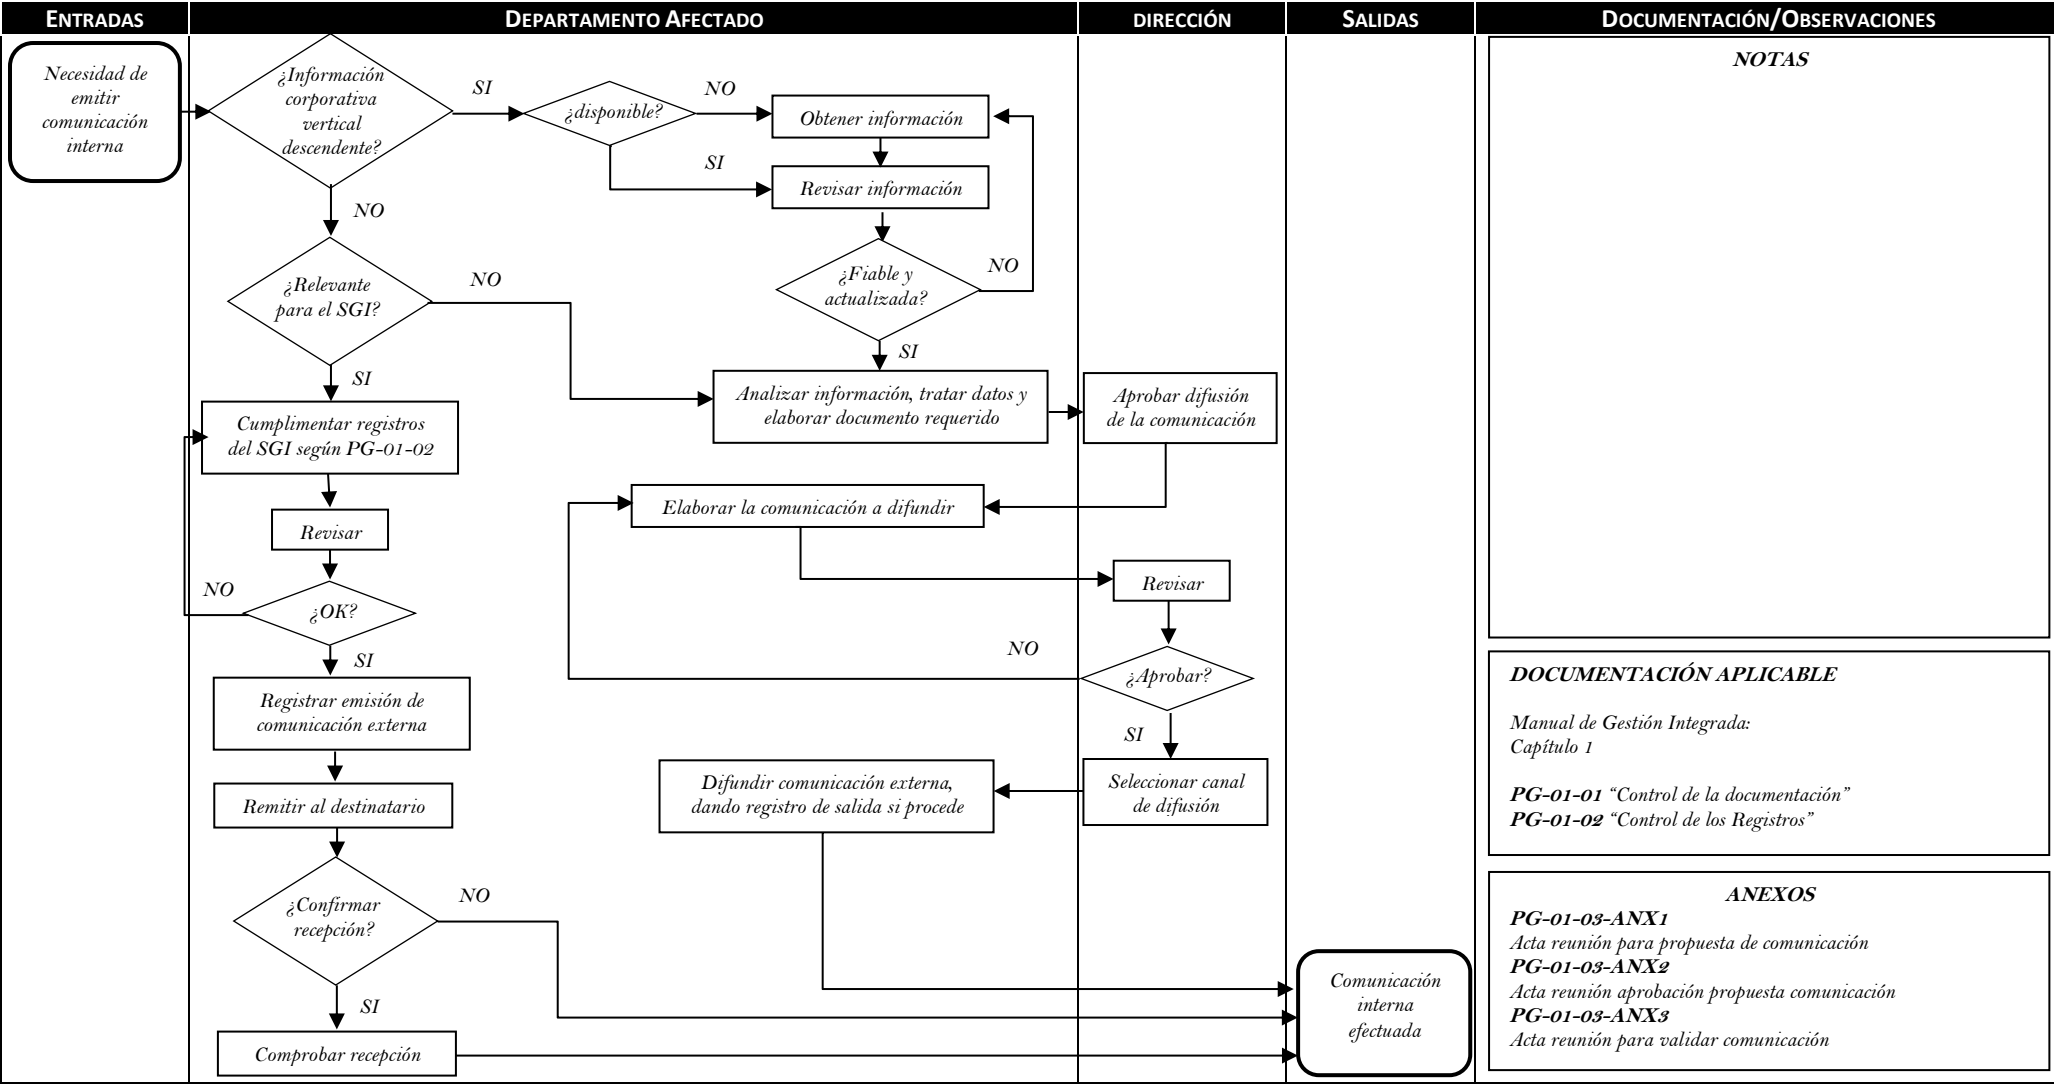 ENTRADAS
DEPARTAMENTO AFECTADO
DIRECCIÓN
SALIDAS
DOCUMENTACIÓN/OBSERVACIONES
Necesidad de
emitir
comunicación
interna
¿Información
corporativa
vertical
descendente?
SI
¿disponible?
NO
Obtener información
SI
Revisar información
NO
¿Fiable y
actualizada?
NO
SI
¿Relevante
para el SGI?
NO
SI
Analizar información, tratar datos y
elaborar documento requerido
Aprobar difusión
de la comunicación
Cumplimentar registros
del SGI según PG-01-02
Elaborar la comunicación a difundir
Revisar
Revisar
NO
¿OK?
SI
NO
¿Aprobar?
SI
Registrar emisión de
comunicación externa
Seleccionar canal
de difusión
Difundir comunicación externa,
dando registro de salida si procede
Remitir al destinatario
¿Confirmar
recepción?
NO
SI
Comprobar recepción
Comunicación
interna
efectuada
NOTAS
DOCUMENTACIÓN APLICABLE
Manual de Gestión Integrada:
Capítulo 1
PG-01-01 “Control de la documentación”
PG-01-02 “Control de los Registros”
ANEXOS
PG-01-03-ANX1
Acta reunión para propuesta de comunicación
PG-01-03-ANX2
Acta reunión aprobación propuesta comunicación
PG-01-03-ANX3
Acta reunión para validar comunicación